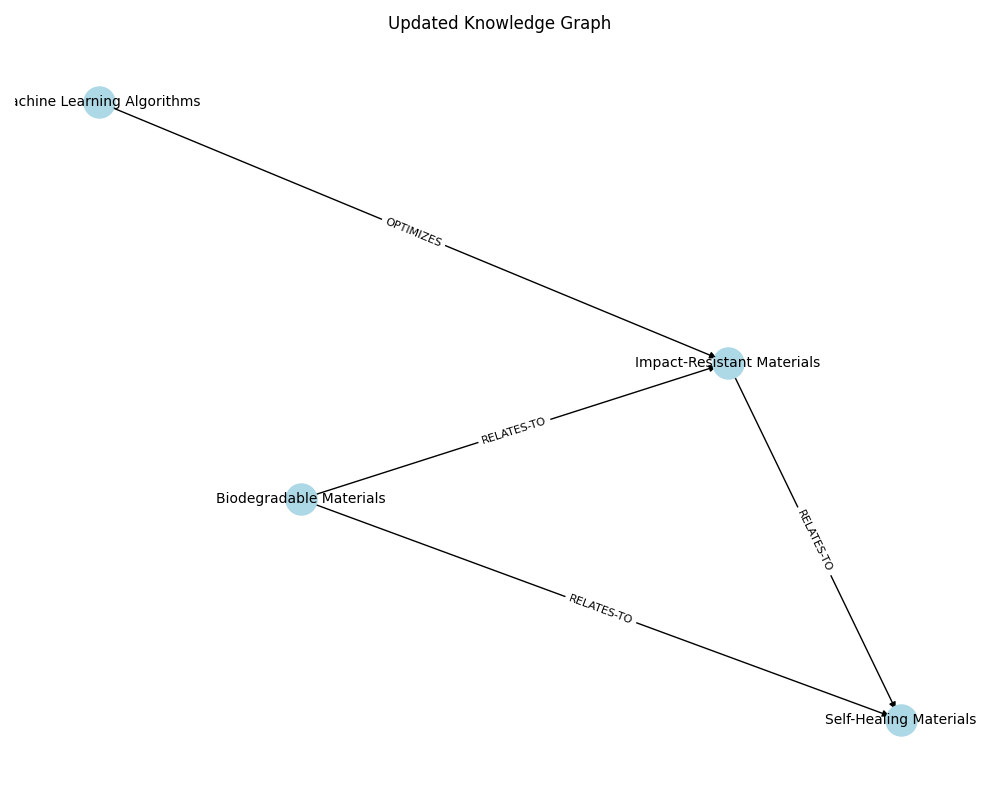 Updated Knowledge Graph
achine Learning Algorithms
OPTIMIZES
Impact-Resistant Materials
RELATES-TO
Biodegradable Materials
RELATES-TO
RELATES-TO
Self-Healing Materials